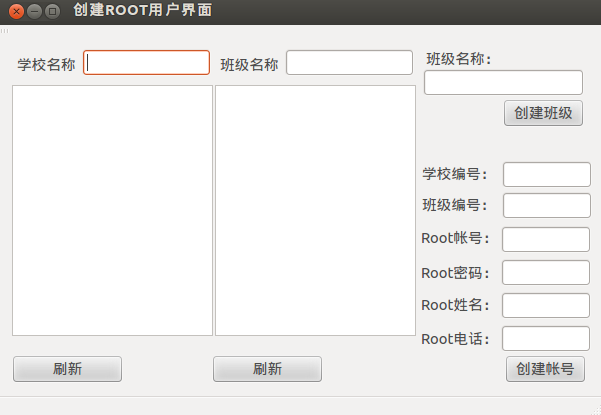 创建ROOT用户界面
学校名称
班级名称
班级名称:
创建班级
学校编号:
班级编号:
Root帐号:
Root密码:
Root姓名:
Root电话:
刷新
刷新
创建帐号